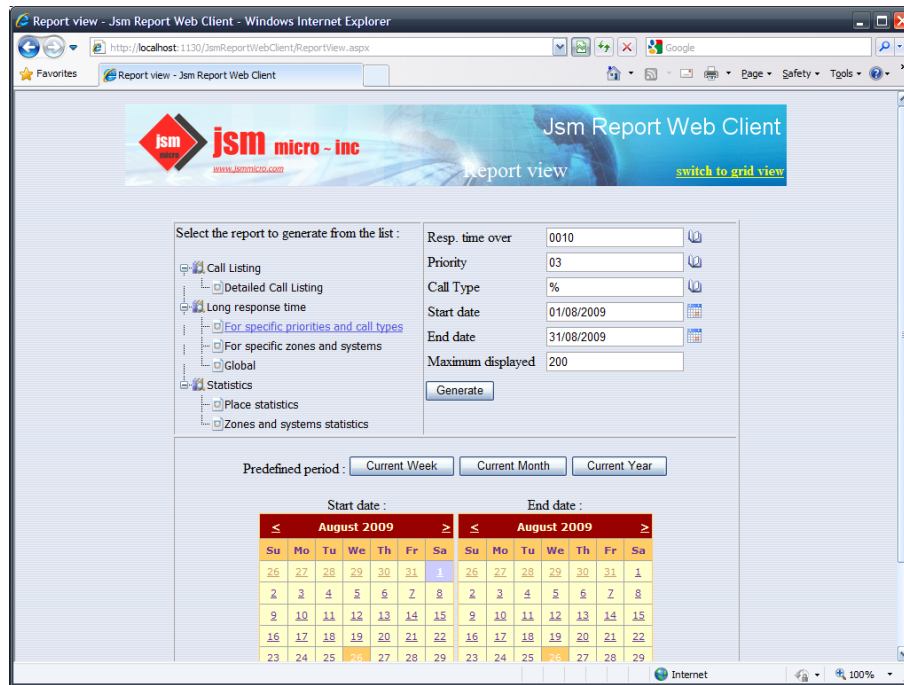 Report view - Jsm Report Web Client - Windows Internet Explorer
http://localhost:1130/JsmReportWebClient/ReportView.aspx
Google
Favorites
Report view - Jsm Report Web Client
Page
Safety
Tools
jsm
micro
jsm micro ~ inc
www.jsmmicro.com
Jsm Report Web Client
Report view
switch to grid view
Select the report to generate from the list :
Call Listing
Detailed Call Listing
Long response time
For specific priorities and call types
For specific zones and systems
Global
Statistics
Place statistics
Zones and systems statistics
Resp. time over 0010
Priority 03
Call Type %
Start date 01/08/2009
End date 31/08/2009
Maximum displayed 200
Generate
Predefined period : Current Week Current Month Current Year
Start date : End date :
< August 2009 > < August 2009 >
Su Mo Tu We Th Fr Sa Su Mo Tu We Th Fr Sa
26 27 28 29 30 31 1 26 27 28 29 30 31 1
2 3 4 5 6 7 8 2 3 4 5 6 7 8
9 10 11 12 13 14 15 9 10 11 12 13 14 15
16 17 18 19 20 21 22 16 17 18 19 20 21 22
23 24 25 26 27 28 29 23 24 25 26 27 28 29
Internet 100%